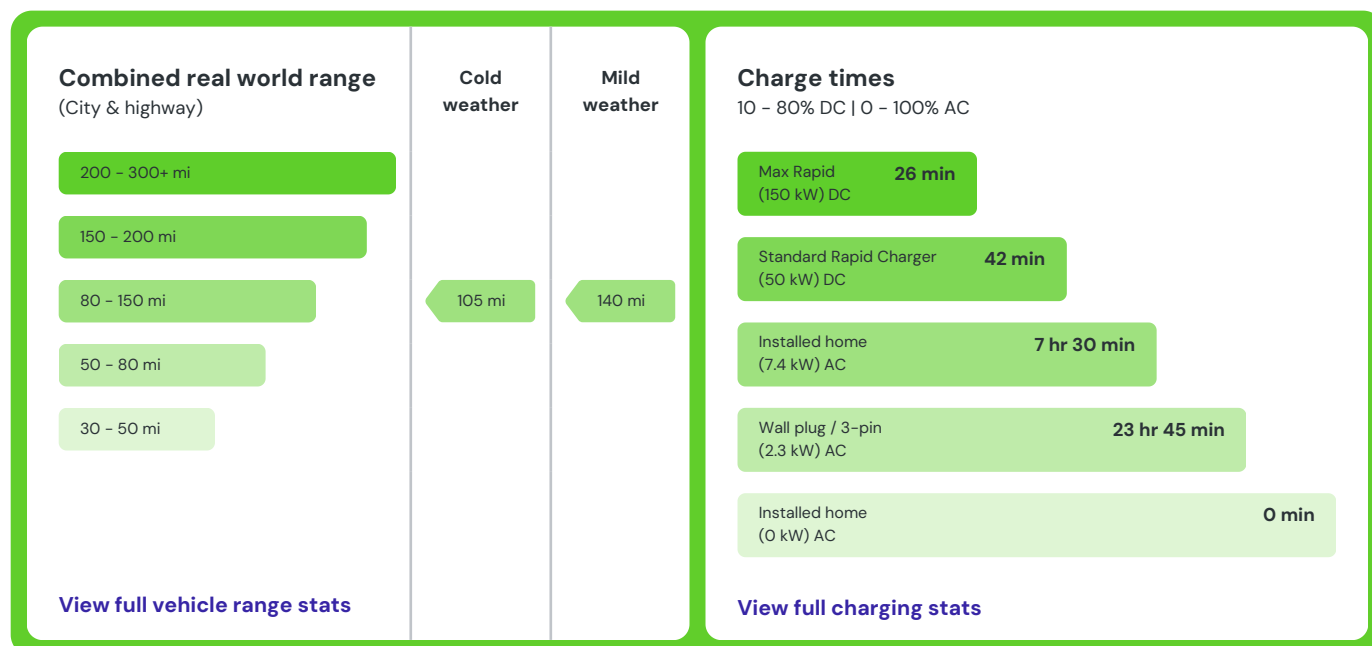 Combined real world range
(City & highway)
Cold
weather
Mild
weather
200 - 300+ mi
150 - 200 mi
80 - 150 mi
105 mi
140 mi
50 - 80 mi
30 - 50 mi
View full vehicle range stats
Charge times
10 - 80% DC | 0 - 100% AC
Max Rapid
(150 kW) DC
26 min
Standard Rapid Charger
(50 kW) DC
42 min
Installed home
(7.4 kW) AC
7 hr 30 min
Wall plug / 3-pin
(2.3 kW) AC
23 hr 45 min
Installed home
(0 kW) AC
0 min
View full charging stats